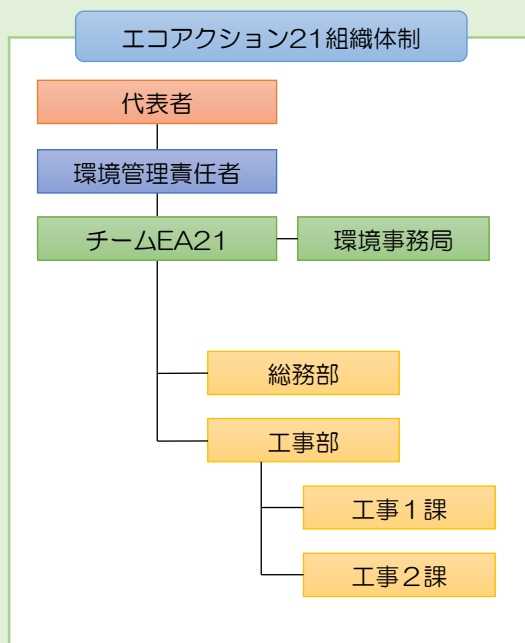 エコアクション21組織体制
代表者
環境管理責任者
チームEA21
環境事務局
総務部
工事部
工事１課
工事２課